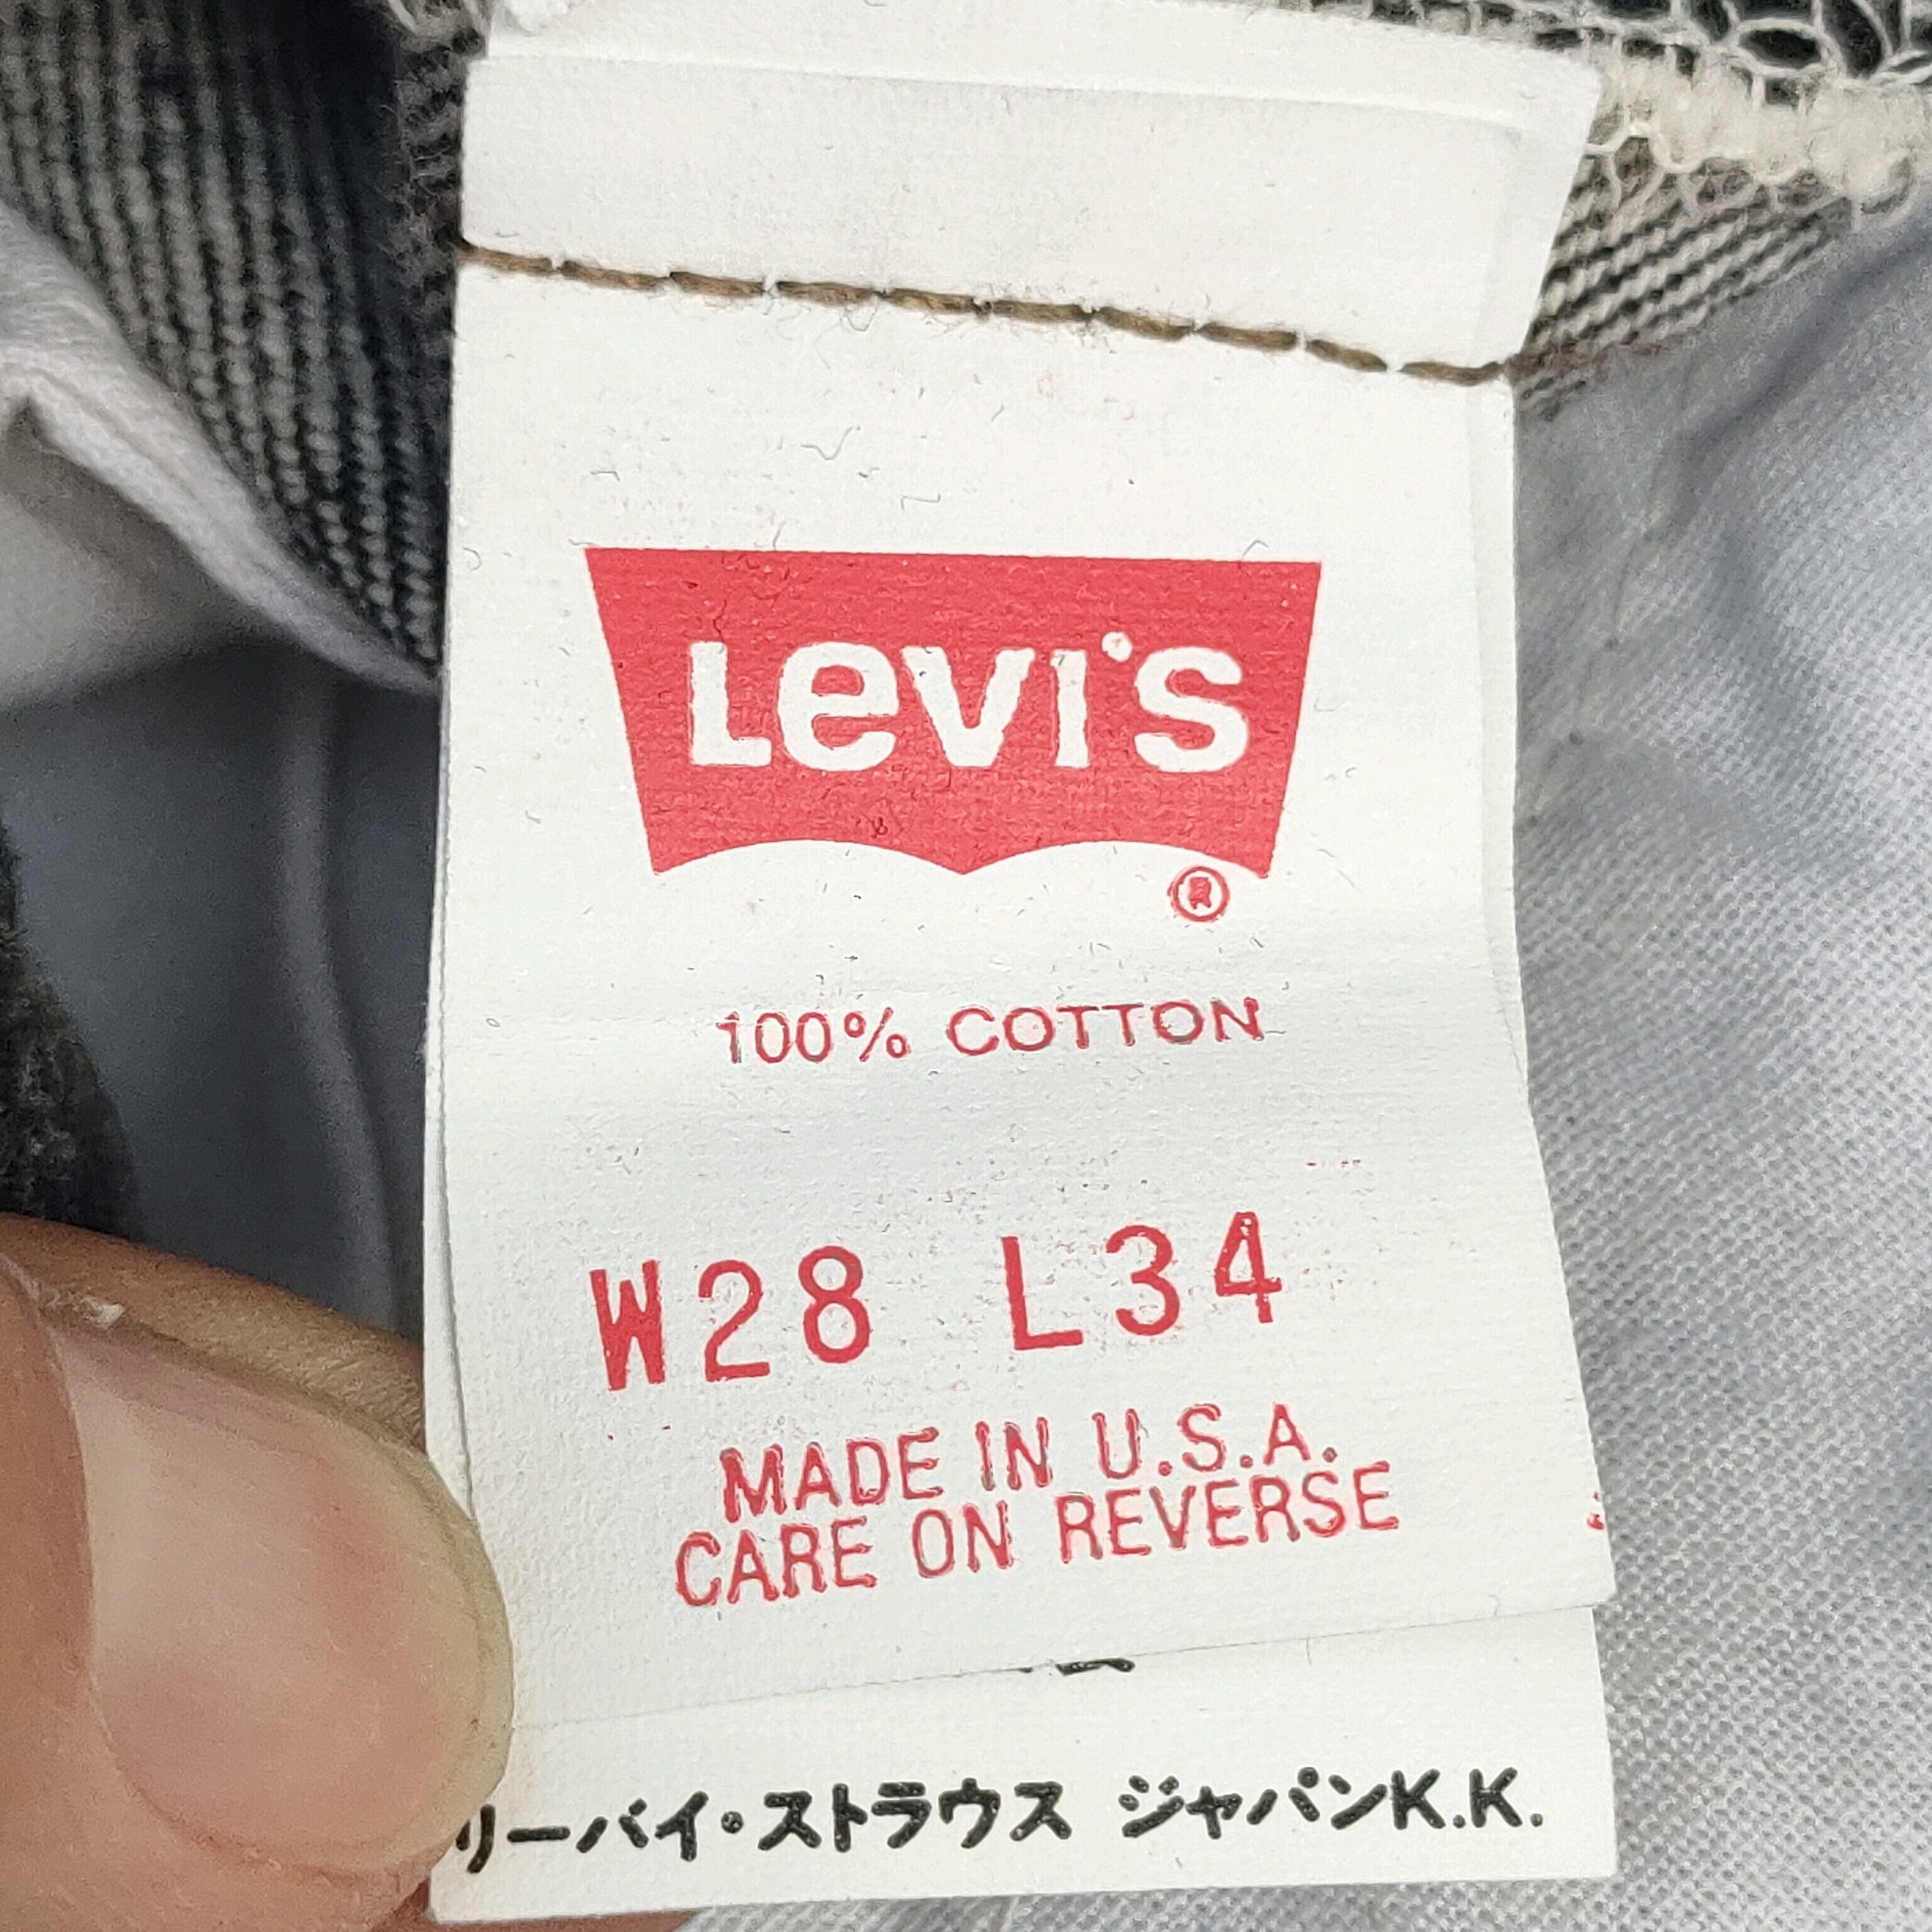 Levi's
®
100% COTTON
W28 L34
MADE IN U.S.A.
CARE ON REVERSE
リーバイ・ストラウス ジャパンK.K.